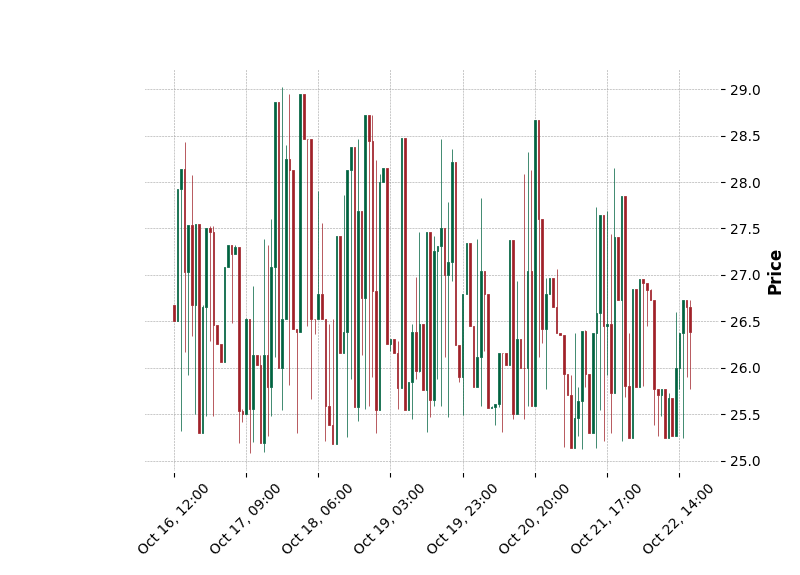 29.0
28.5
28.0
27.5
27.0
26.5
26.0
25.5
25.0
Price
Oct 16, 12:00
Oct 17, 09:00
Oct 18, 06:00
Oct 19, 03:00
Oct 19, 23:00
Oct 20, 20:00
Oct 21, 17:00
Oct 22, 14:00